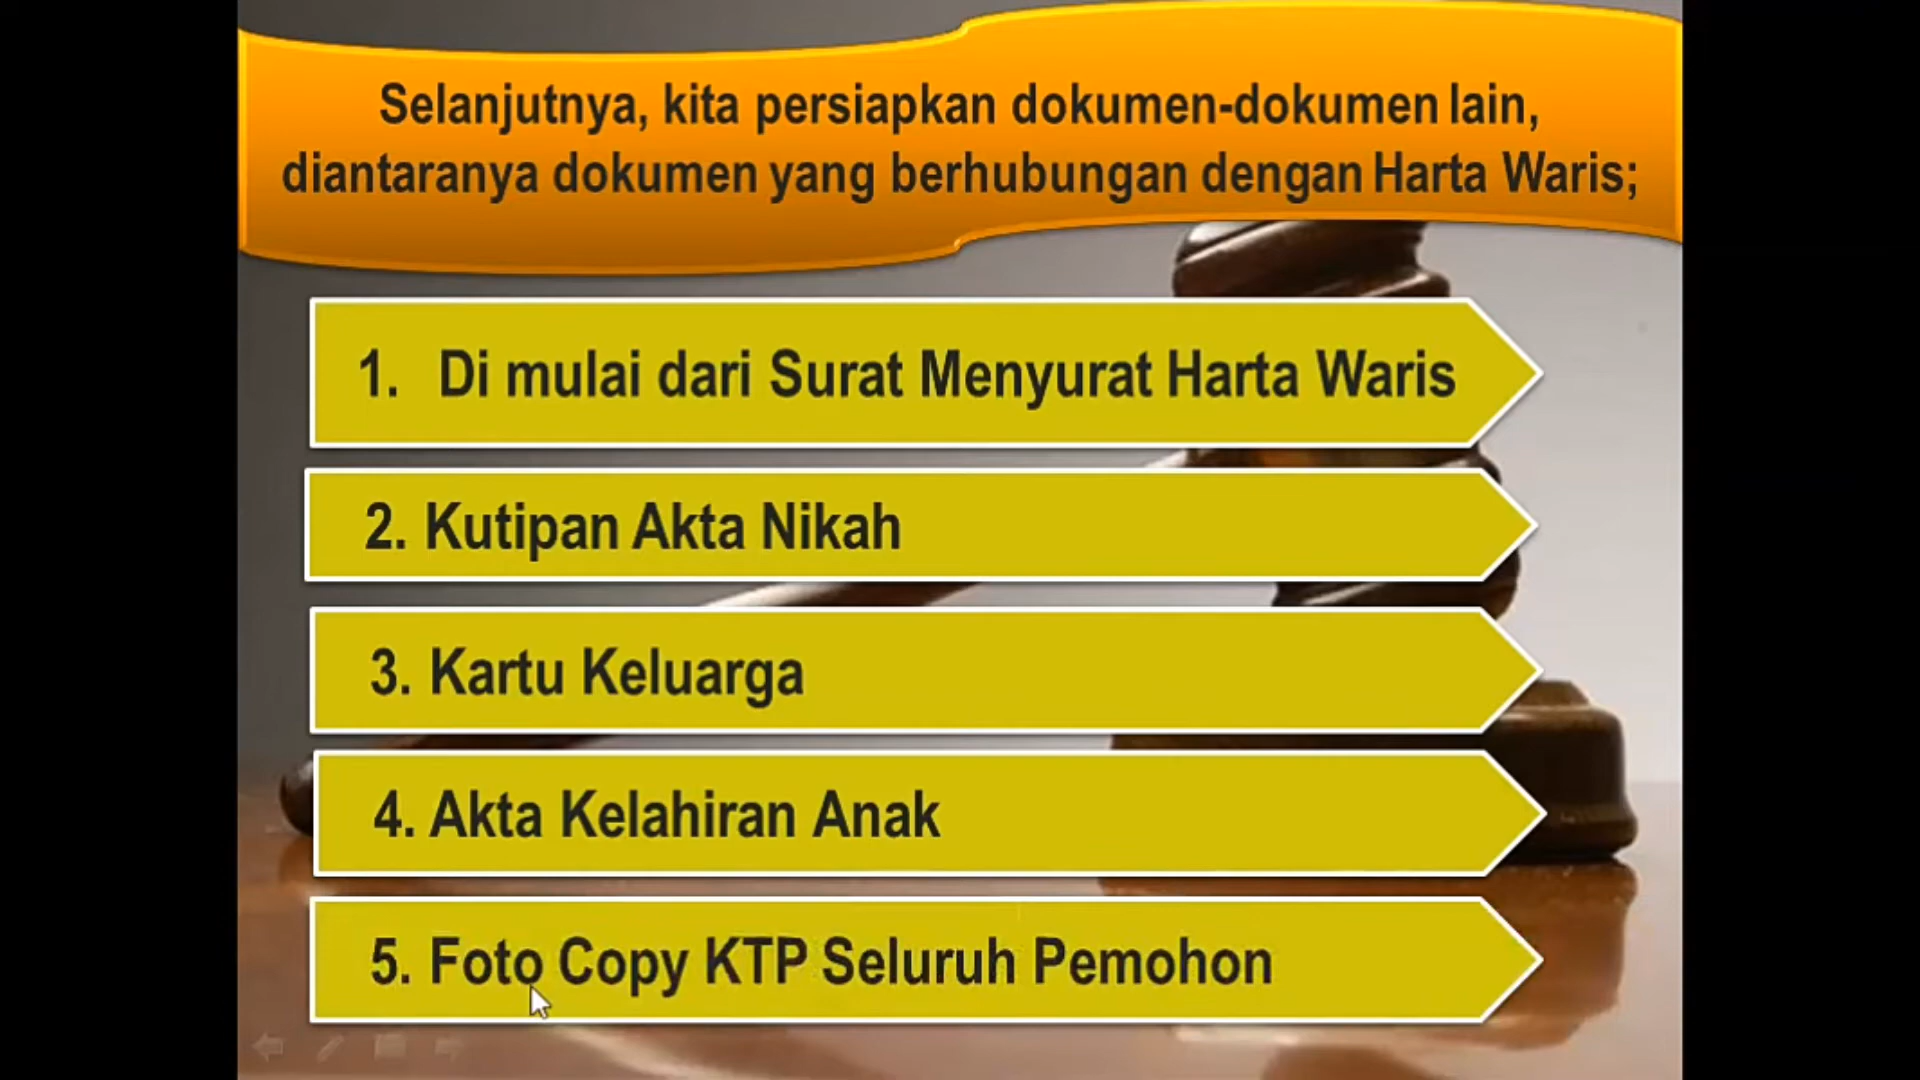 Selanjutnya, kita persiapkan dokumen-dokumen lain,
diantaranya dokumen yang berhubungan dengan Harta Waris;
1. Di mulai dari Surat Menyurat Harta Waris
2. Kutipan Akta Nikah
3. Kartu Keluarga
4. Akta Kelahiran Anak
5. Foto Copy KTP Seluruh Pemohon